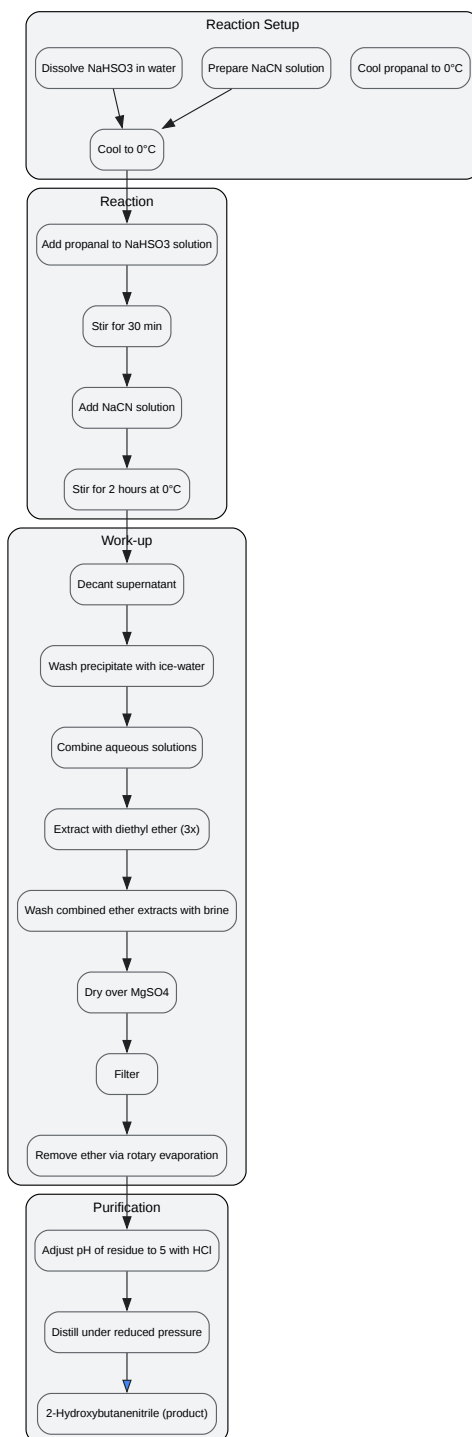 Reaction Setup
Dissolve NaHSO3 in water
Prepare NaCN solution
Cool propanal to 0°C
Cool to 0°C
Reaction
Add propanal to NaHSO3 solution
Stir for 30 min
Add NaCN solution
Stir for 2 hours at 0°C
Work-up
Decant supernatant
Wash precipitate with ice-water
Combine aqueous solutions
Extract with diethyl ether (3x)
Wash combined ether extracts with brine
Dry over MgSO4
Filter
Remove ether via rotary evaporation
Purification
Adjust pH of residue to 5 with HCl
Distill under reduced pressure
2-Hydroxybutanenitrile (product)